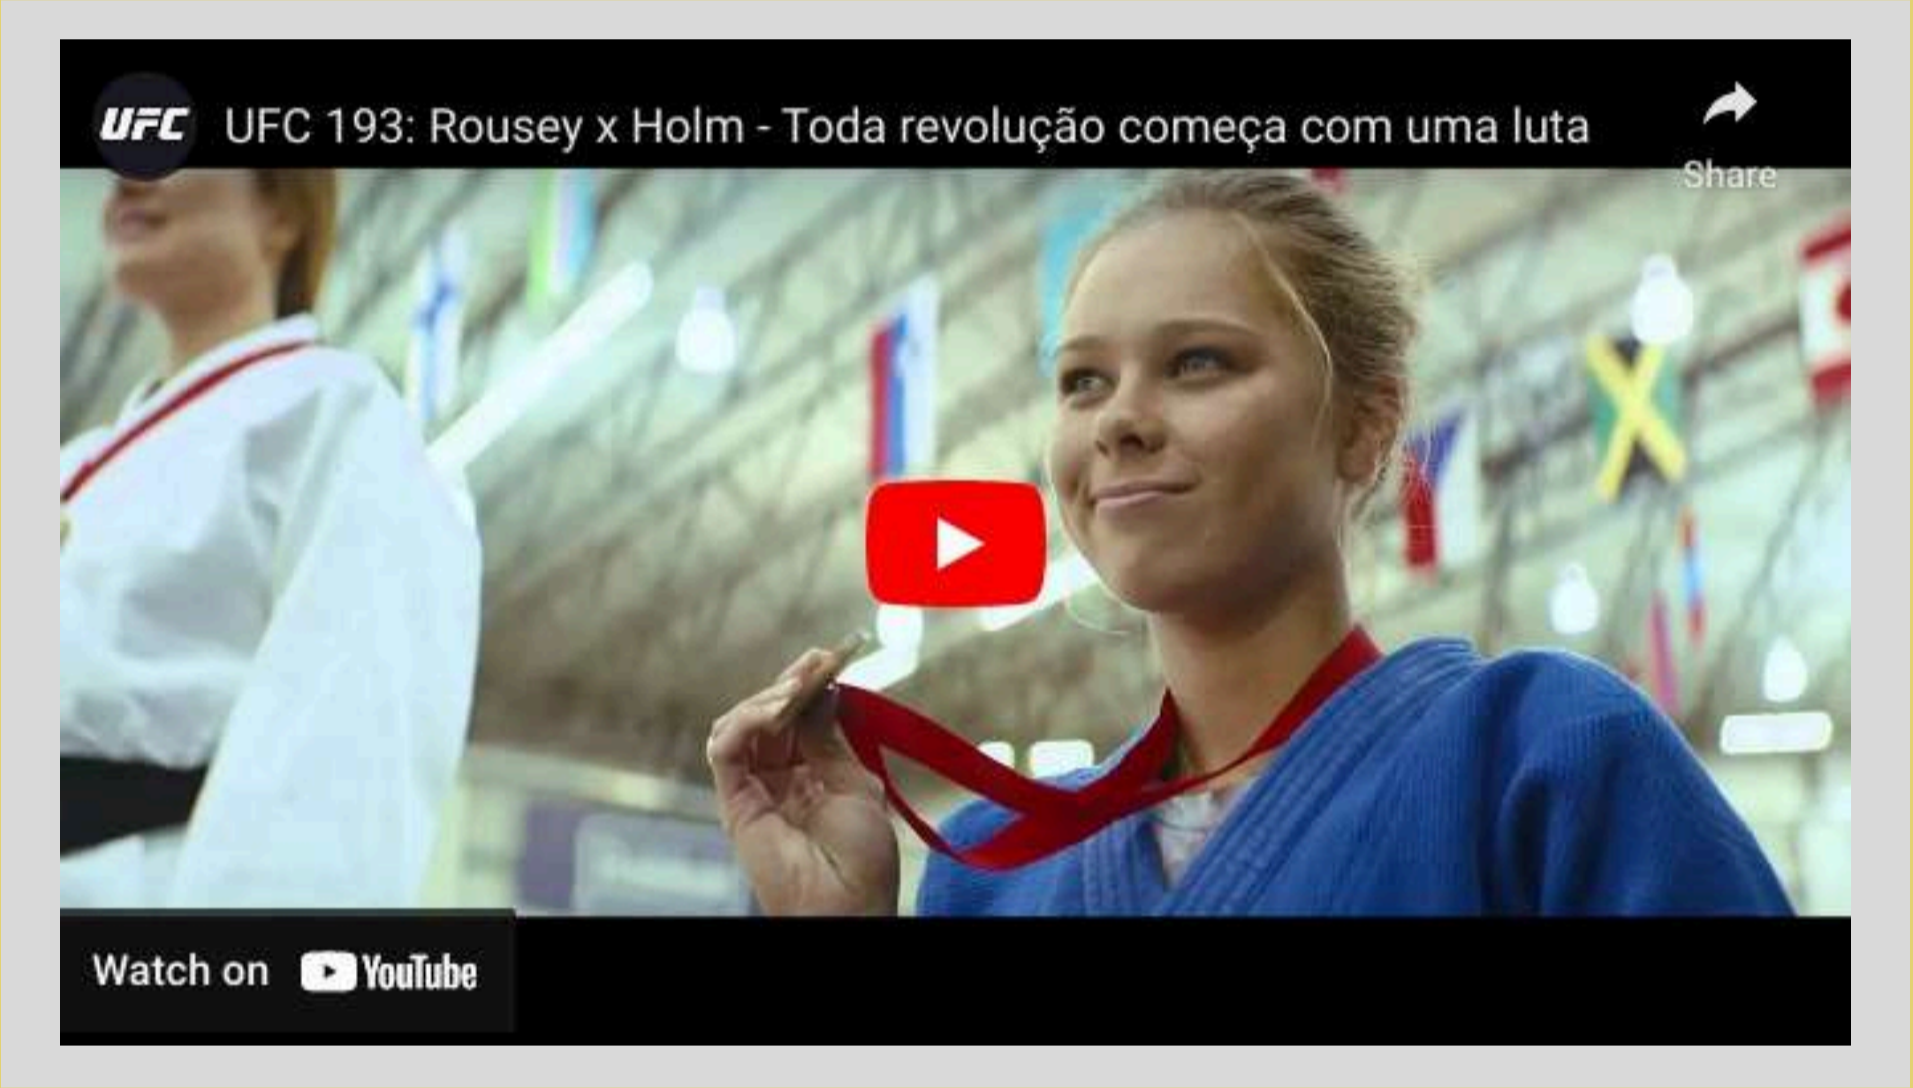 UFC
UFC 193: Rousey x Holm - Toda revolução começa com uma luta
Share
Watch on YouTube